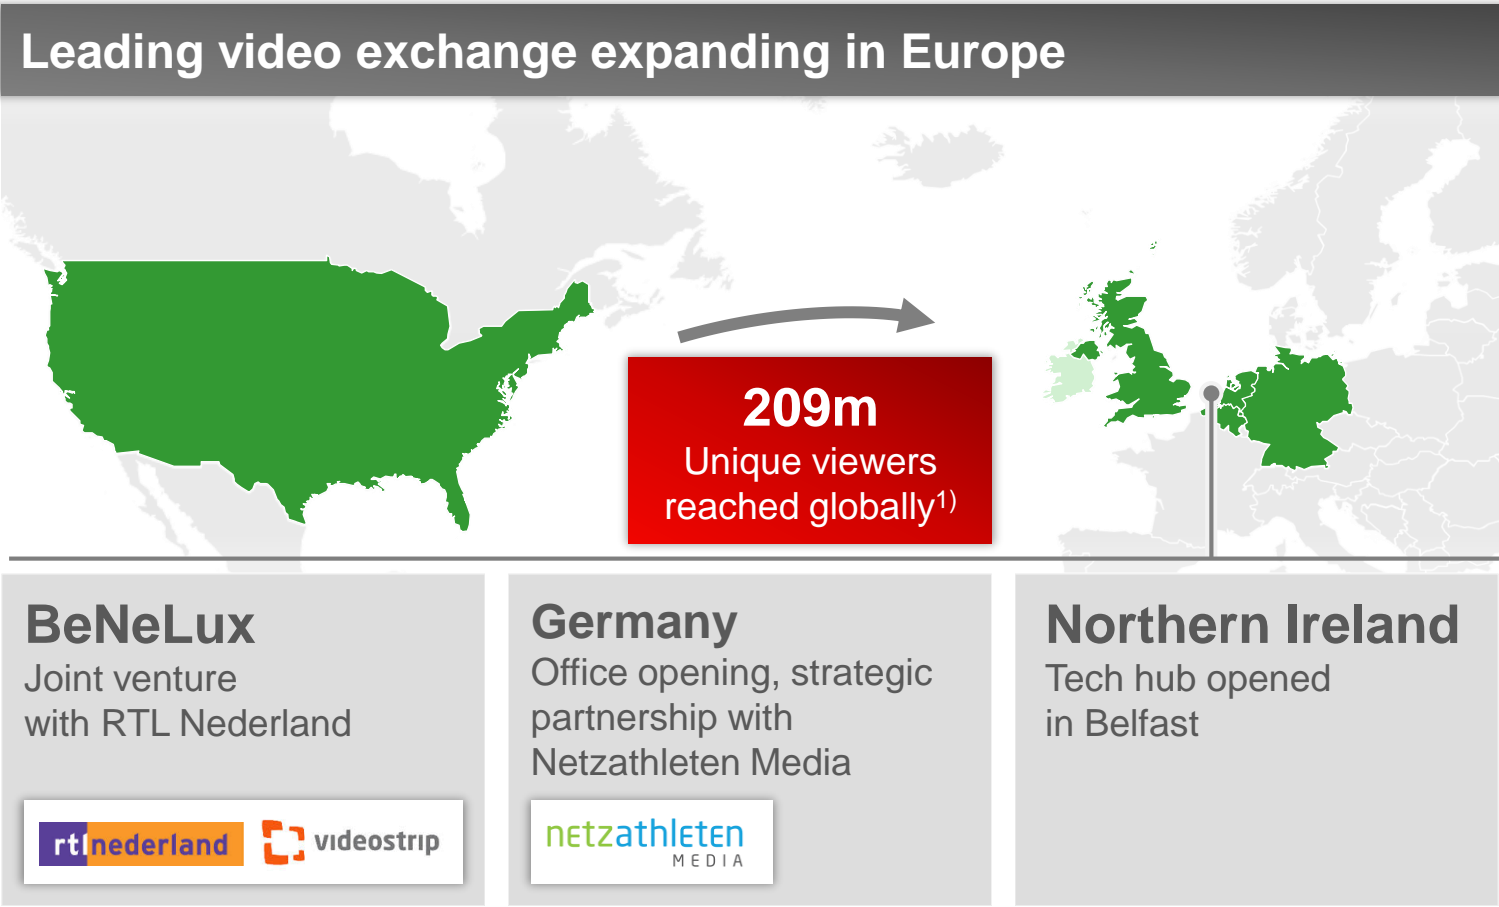 Leading video exchange expanding in Europe
209m
Unique viewers
reached globally1)
BeNeLux
Joint venture
with RTL Nederland
rtl nederland
vıdeostrıp
Germany
Office opening, strategic
partnership with
Netzathleten Media
netzathleten
MEDIA
Northern Ireland
Tech hub opened
in Belfast